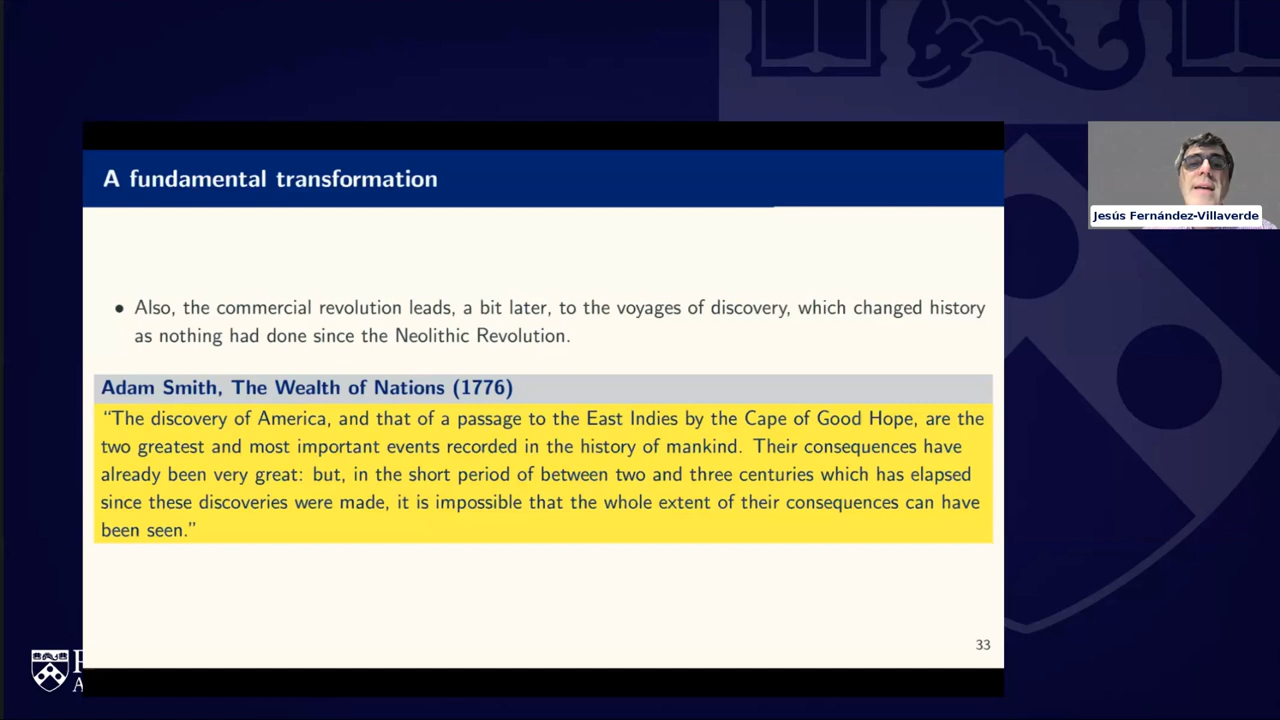 A fundamental transformation
Jesús Fernández-Villaverde
• Also, the commercial revolution leads, a bit later, to the voyages of discovery, which changed history
as nothing had done since the Neolithic Revolution.
Adam Smith, The Wealth of Nations (1776)
“The discovery of America, and that of a passage to the East Indies by the Cape of Good Hope, are the
two greatest and most important events recorded in the history of mankind. Their consequences have
already been very great: but, in the short period of between two and three centuries which has elapsed
since these discoveries were made, it is impossible that the whole extent of their consequences can have
been seen.”
33